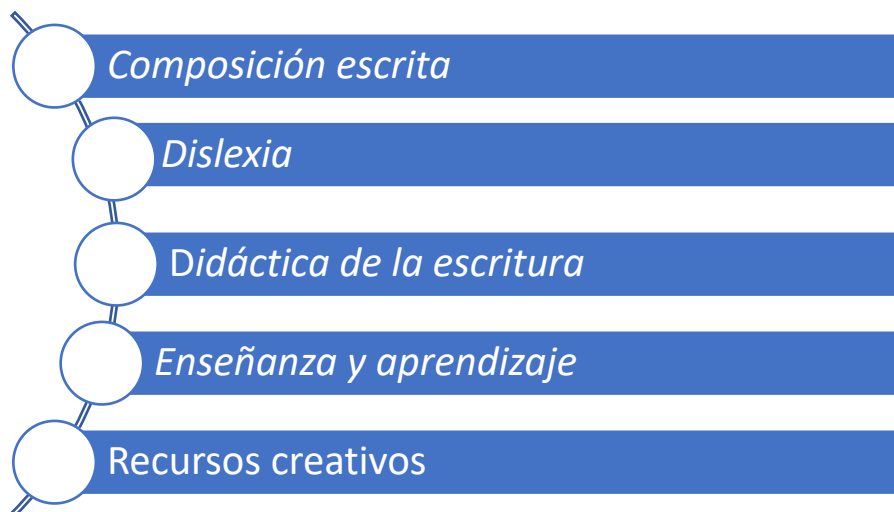 Composición escrita
Dislexia
Didáctica de la escritura
Enseñanza y aprendizaje
Recursos creativos